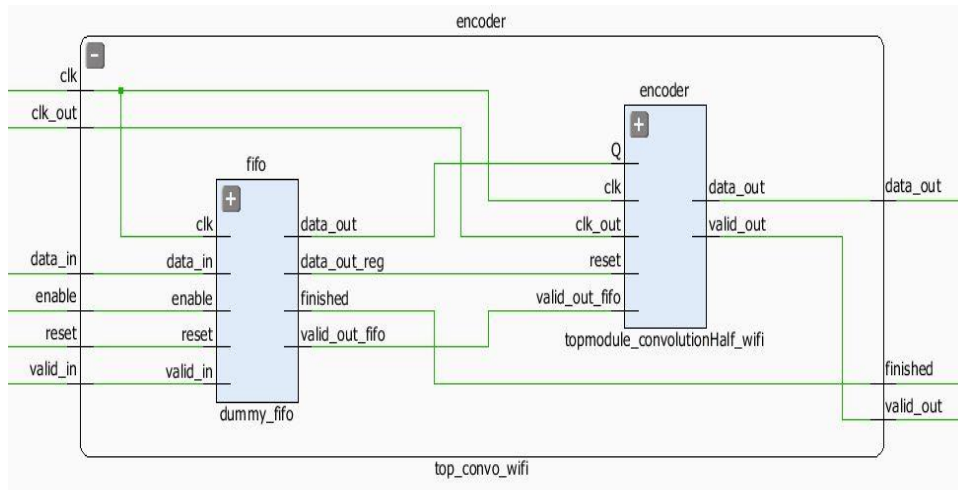 encoder
-
clk
clk_out
data_in
enable
reset
valid_in
fifo
+
clk
data_in
enable
reset
valid_in
data_out
data_out_reg
finished
valid_out_fifo
dummy_fifo
encoder
+
Q
clk
clk_out
reset
valid_out_fifo
data_out
valid_out
topmodule_convolutionHalf_wifi
data_out
finished
valid_out
top_convo_wifi